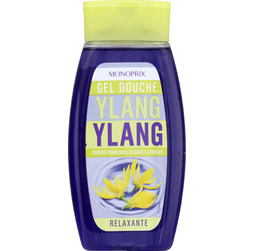 MONOPRIX
GEL DOUCHE
YLANG
YLANG
RELAXANTE